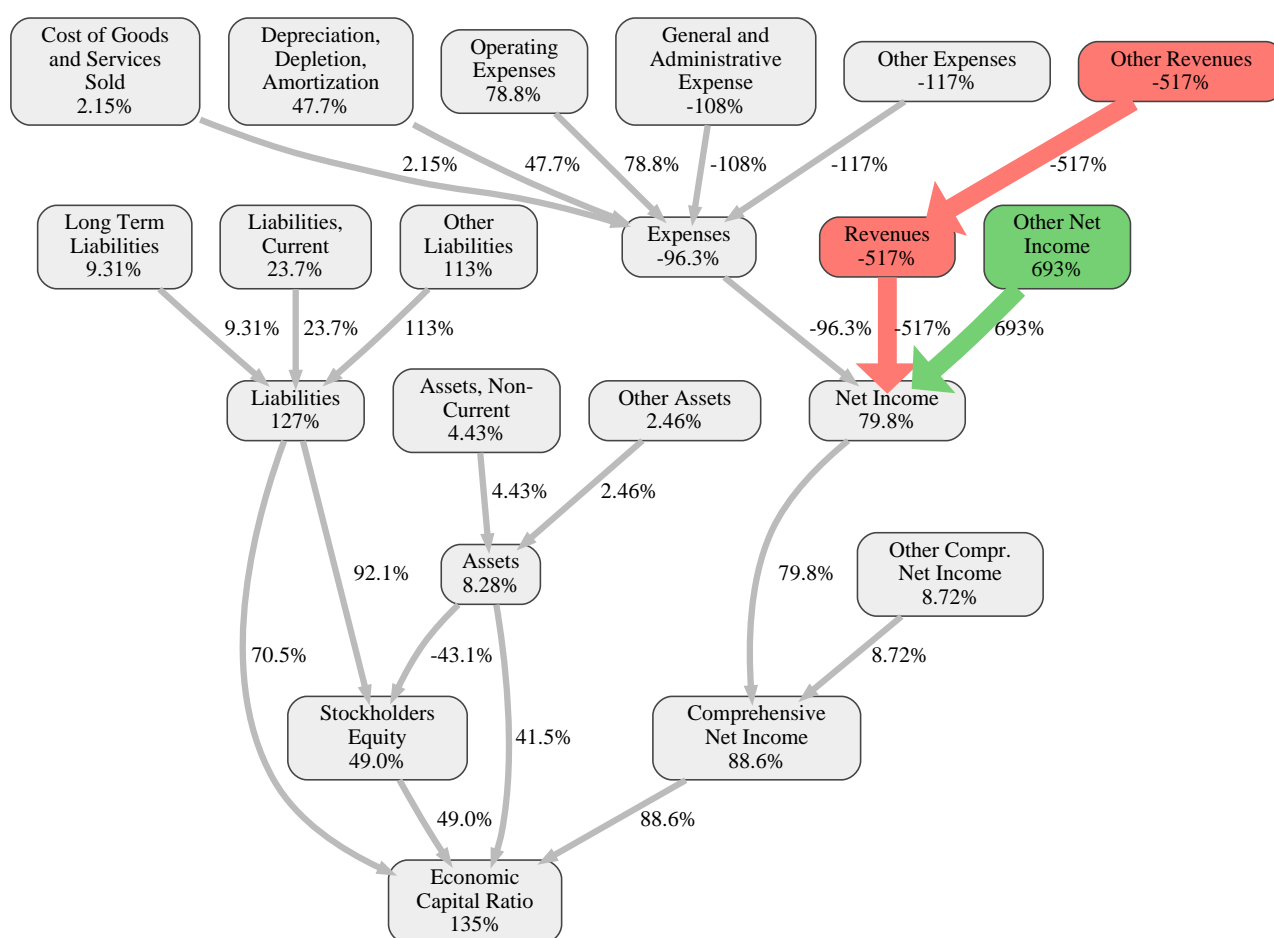 Cost of Goods
and Services
Sold
2.15%
Depreciation,
Depletion,
Amortization
47.7%
Operating
Expenses
78.8%
General and
Administrative
Expense
-108%
Other Expenses
-117%
Other Revenues
-517%
2.15%
47.7%
78.8%
-108%
-117%
-517%
Long Term
Liabilities
9.31%
Liabilities,
Current
23.7%
Other
Liabilities
113%
Expenses
-96.3%
Revenues
-517%
Other Net
Income
693%
9.31%
23.7%
113%
-96.3%
-517%
693%
Liabilities
127%
Assets, Non-
Current
4.43%
Other Assets
2.46%
Net Income
79.8%
4.43%
2.46%
92.1%
Assets
8.28%
79.8%
Other Compr.
Net Income
8.72%
70.5%
-43.1%
8.72%
Stockholders
Equity
49.0%
41.5%
Comprehensive
Net Income
88.6%
49.0%
88.6%
Economic
Capital Ratio
135%